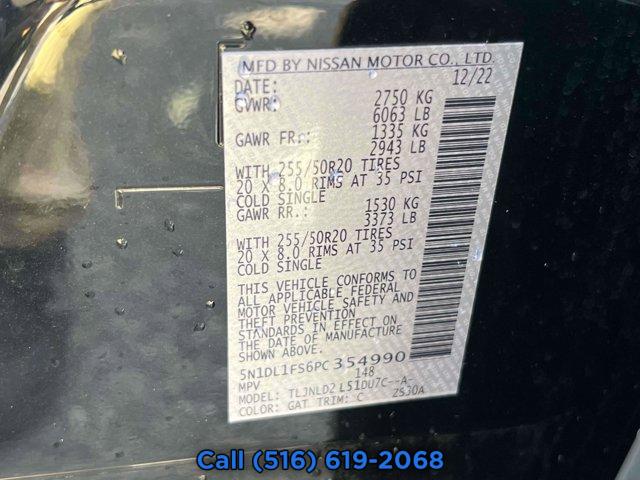 MFD BY NISSAN MOTOR CO., LTD.
DATE: 12/22
GVWR: 2750 KG
6063 LB
GAWR FR.: 1335 KG
2943 LB
WITH 255/50R20 TIRES
20 X 8.0 RIMS AT 35 PSI
COLD SINGLE
GAWR RR.: 1530 KG
3373 LB
WITH 255/50R20 TIRES
20 X 8.0 RIMS AT 35 PSI
COLD SINGLE
THIS VEHICLE CONFORMS TO
ALL APPLICABLE FEDERAL
MOTOR VEHICLE SAFETY AND
THEFT PREVENTION
STANDARDS IN EFFECT ON
THE DATE OF MANUFACTURE
SHOWN ABOVE.
5N1DL1FS6PC354990
MPV 148
MODEL: TLJNLD2 L51DU7C--A-
COLOR: GAT TRIM: C ZS30A
Call (516) 619-2068